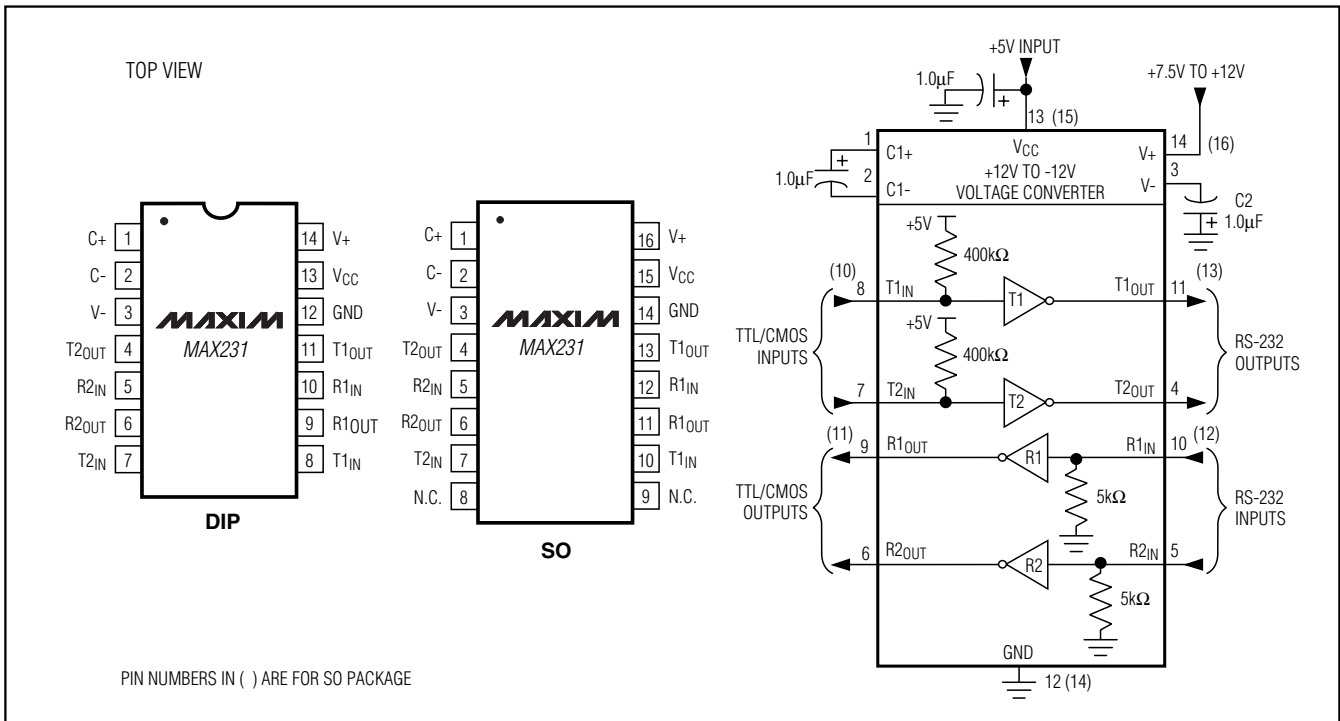 TOP VIEW
DIP
MAXIM
MAX231
C+ 1
C- 2
V- 3
T2OUT 4
R2IN 5
R2OUT 6
T2IN 7
14 V+
13 VCC
12 GND
11 T1OUT
10 R1IN
9 R1OUT
8 T1IN
SO
MAXIM
MAX231
C+ 1
C- 2
V- 3
T2OUT 4
R2IN 5
R2OUT 6
T2IN 7
N.C. 8
16 V+
15 VCC
14 GND
13 T1OUT
12 R1IN
11 R1OUT
10 T1IN
9 N.C.
PIN NUMBERS IN ( ) ARE FOR SO PACKAGE
+5V INPUT
1.0µF
+
+7.5V TO +12V
13 (15)
1
C1+
VCC
V+
14
(16)
+
1.0µF
2
C1-
+12V TO -12V
VOLTAGE CONVERTER
V-
3
C2
+
1.0µF
+5V
400kΩ
(10)
8
T1IN
T1
T1OUT
11
(13)
TTL/CMOS
INPUTS
+5V
400kΩ
RS-232
OUTPUTS
7
T2IN
T2
T2OUT
4
(11)
9
R1OUT
R1
R1IN
10
(12)
TTL/CMOS
OUTPUTS
5kΩ
RS-232
INPUTS
6
R2OUT
R2
R2IN
5
5kΩ
GND
12 (14)